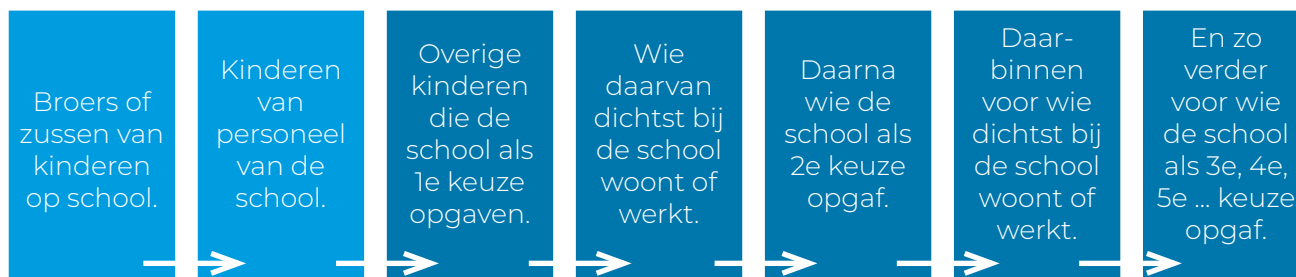 Broers of
zussen van
kinderen
op school.
Kinderen
van
personeel
van de
school.
Overige
kinderen
die de
school als
1e keuze
opgaven.
Wie
daarvan
dichtst bij
de school
woont of
werkt.
Daarna
wie de
school als
2e keuze
opgaf.
Daar-
binnen
voor wie
dichtst bij
de school
woont of
werkt.
En zo
verder
voor wie
de school
als 3e, 4e,
5e ... keuze
opgaf.